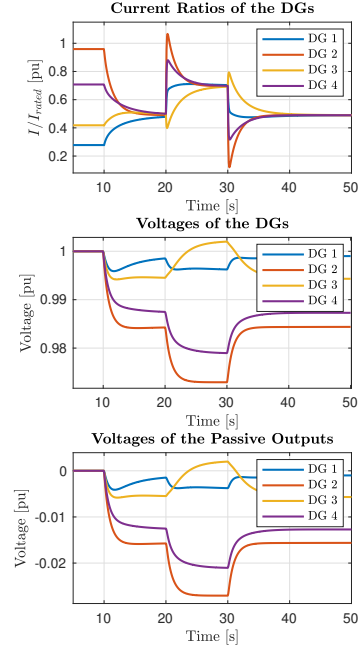 Current Ratios of the DGs
I/I_rated [pu]
1
0.8
0.6
0.4
0.2
DG 1
DG 2
DG 3
DG 4
10 20 30 40 50
Time [s]
Voltages of the DGs
Voltage [pu]
1
0.99
0.98
DG 1
DG 2
DG 3
DG 4
10 20 30 40 50
Time [s]
Voltages of the Passive Outputs
Voltage [pu]
0
-0.01
-0.02
DG 1
DG 2
DG 3
DG 4
10 20 30 40 50
Time [s]